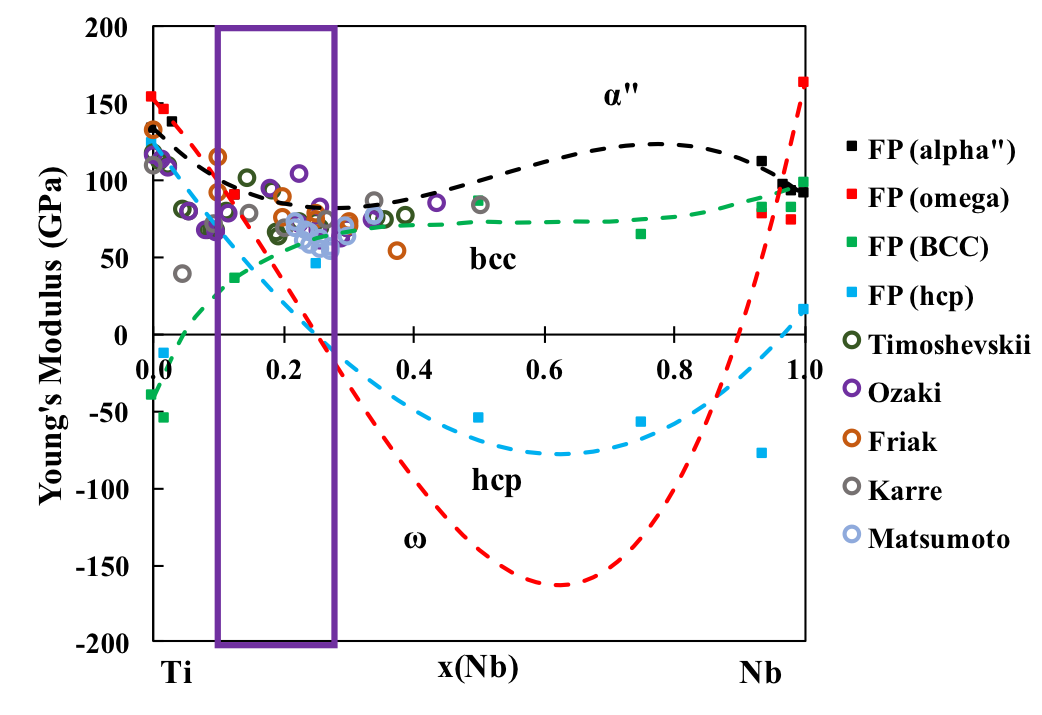 200
150
100
50
0
-50
-100
-150
-200
Young's Modulus (GPa)
0.0 0.2 0.4 0.6 0.8 1.0
Ti x(Nb) Nb
α"
bcc
hcp
ω
FP (alpha")
FP (omega)
FP (BCC)
FP (hcp)
Timoshevskii
Ozaki
Friak
Karre
Matsumoto